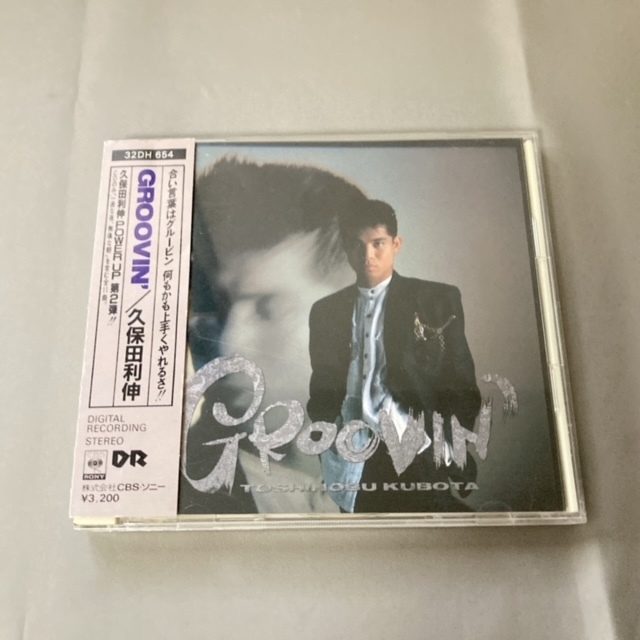 32DH 654
合い言葉はグルービン 何もかも上手くやれるさ!!
GROOVIN'/久保田利伸
久保田利伸 POWER UP 第2弾!!
DIGITAL
RECORDING
STEREO
SONY
DR
株式会社CBS・ソニー
¥3,200
GROOVIN'
TOSHINOBU KUBOTA